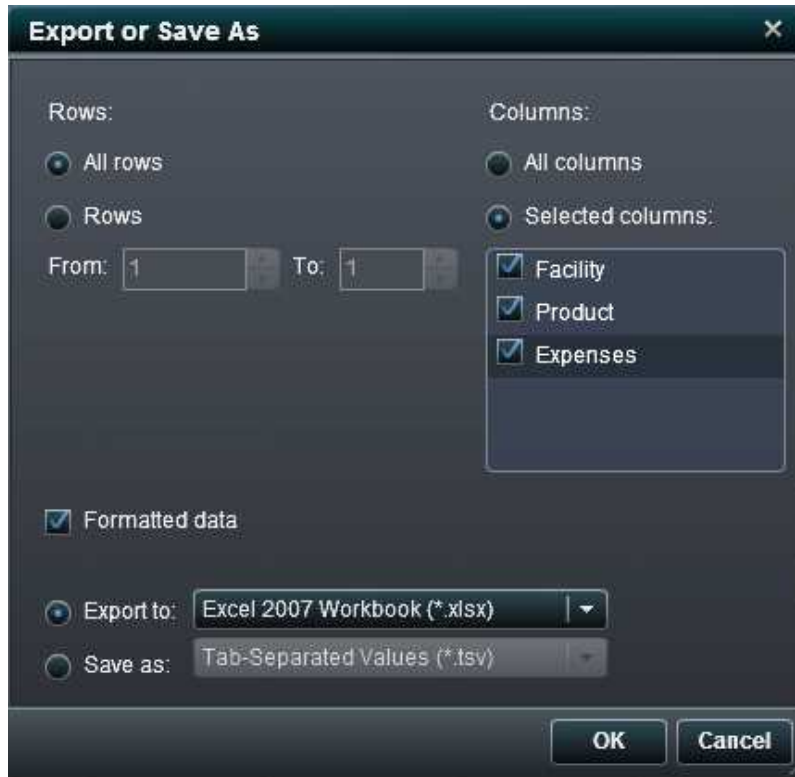 Export or Save As
Rows:
All rows
Rows
From: 1 To: 1
Columns:
All columns
Selected columns:
Facility
Product
Expenses
Formatted data
Export to: Excel 2007 Workbook (*.xlsx)
Save as: Tab-Separated Values (*.tsv)
OK Cancel